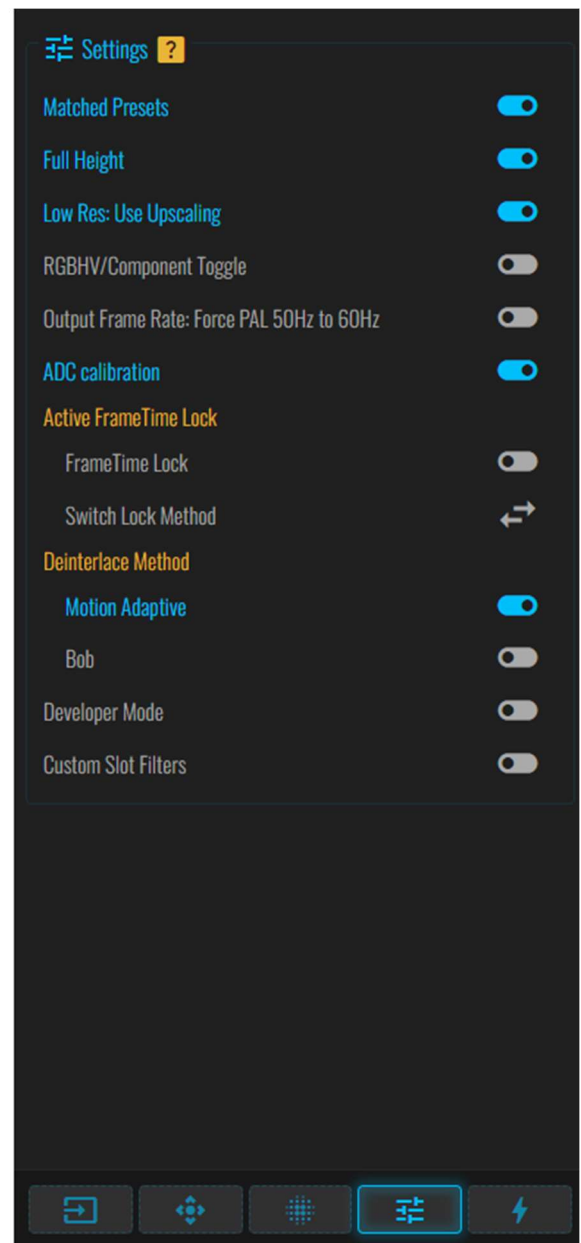 Settings ?
Matched Presets
Full Height
Low Res: Use Upscaling
RGBHV/Component Toggle
Output Frame Rate: Force PAL 50Hz to 60Hz
ADC calibration
Active FrameTime Lock
FrameTime Lock
Switch Lock Method
Deinterlace Method
Motion Adaptive
Bob
Developer Mode
Custom Slot Filters